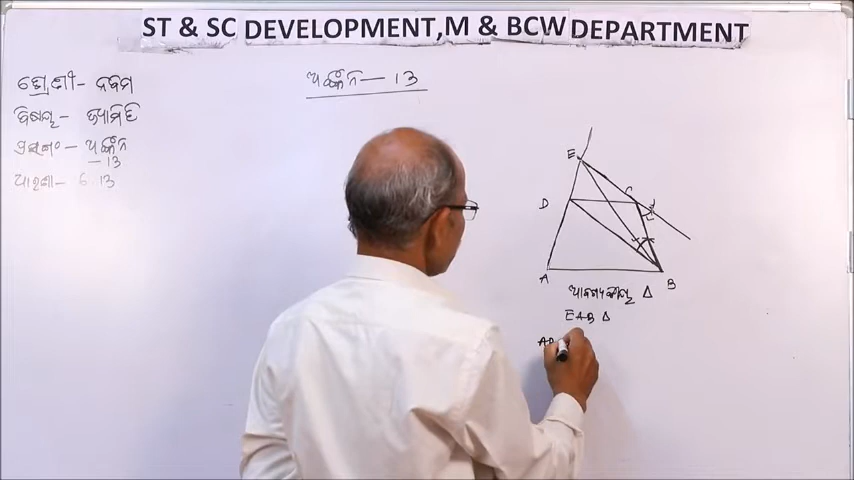 ST & SC DEVELOPMENT,M & BCW DEPARTMENT
ଶ୍ରେଣୀ- ନବମ
ବିଷୟ- ଜ୍ୟାମିତି
ପ୍ରସଙ୍ଗ- ଅଙ୍କନ
-13
6.13
ଅଙ୍କନ-13
E
D
C
A
B
ଆବଶ୍ୟକୀୟ Δ
EAB Δ